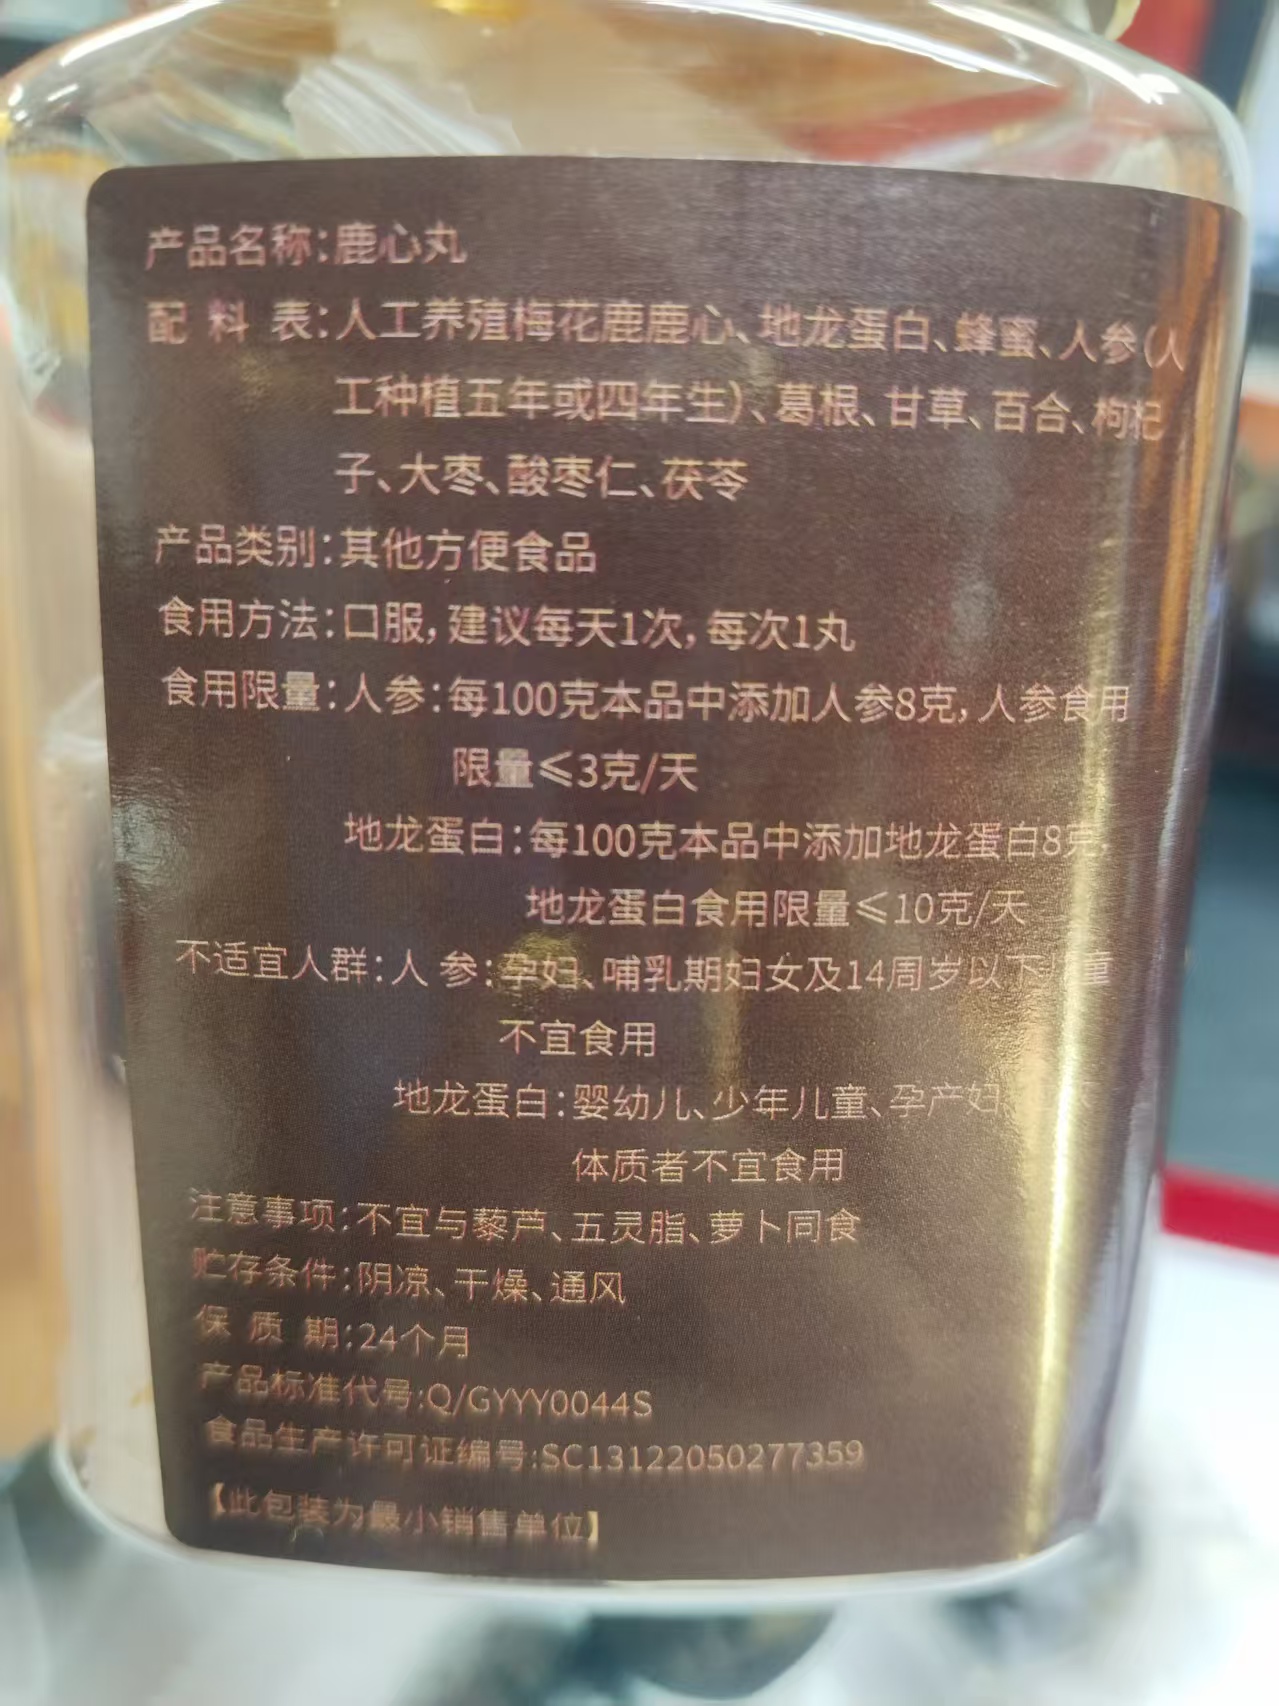 产品名称:鹿心丸
配 料 表:人工养殖梅花鹿鹿心、地龙蛋白、蜂蜜、人参(人
工种植五年或四年生)、葛根、甘草、百合、枸杞
子、大枣、酸枣仁、茯苓
产品类别:其他方便食品
食用方法:口服,建议每天1次,每次1丸
食用限量:人参:每100克本品中添加人参8克,人参食用
限量≤3克/天
地龙蛋白:每100克本品中添加地龙蛋白8克,
地龙蛋白食用限量≤10克/天
不适宜人群:人 参:孕妇、哺乳期妇女及14周岁以下儿童
不宜食用
地龙蛋白:婴幼儿、少年儿童、孕产妇、
体质者不宜食用
注意事项:不宜与藜芦、五灵脂、萝卜同食
贮存条件:阴凉、干燥、通风
保 质 期:24个月
产品标准代号:Q/GYYY0044S
食品生产许可证编号:SC13122050277359
【此包装为最小销售单位】